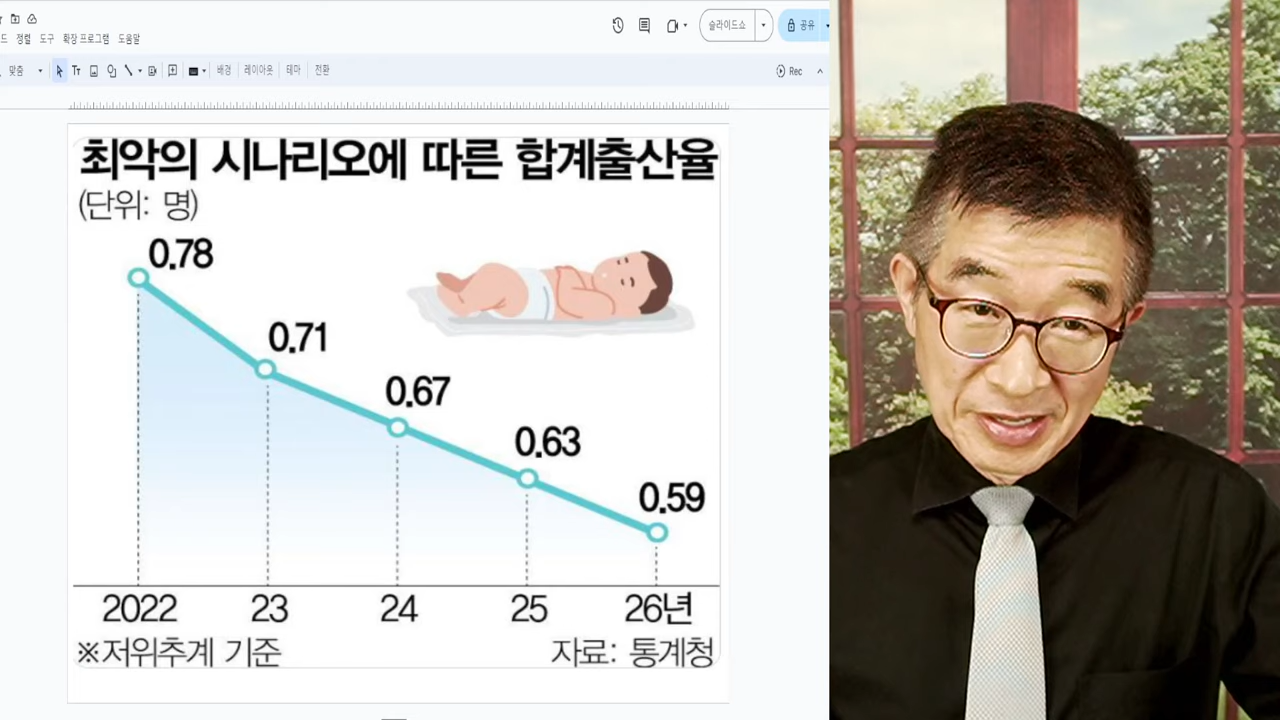 정렬 도구 확장 프로그램 도움말
슬라이드쇼
공유
맞춤
Tr
배경 레이아웃 테마 전환
Rec
최악의 시나리오에 따른 합계출산율
(단위: 명)
0.78
0.71
0.67
0.63
0.59
2022 23 24 25 26년
※저위추계 기준 자료: 통계청